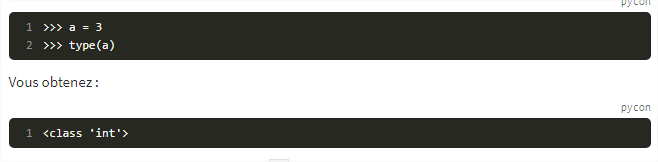 pycon
1 >>> a = 3
2 >>> type(a)
Vous obtenez :
pycon
1 <class 'int'>